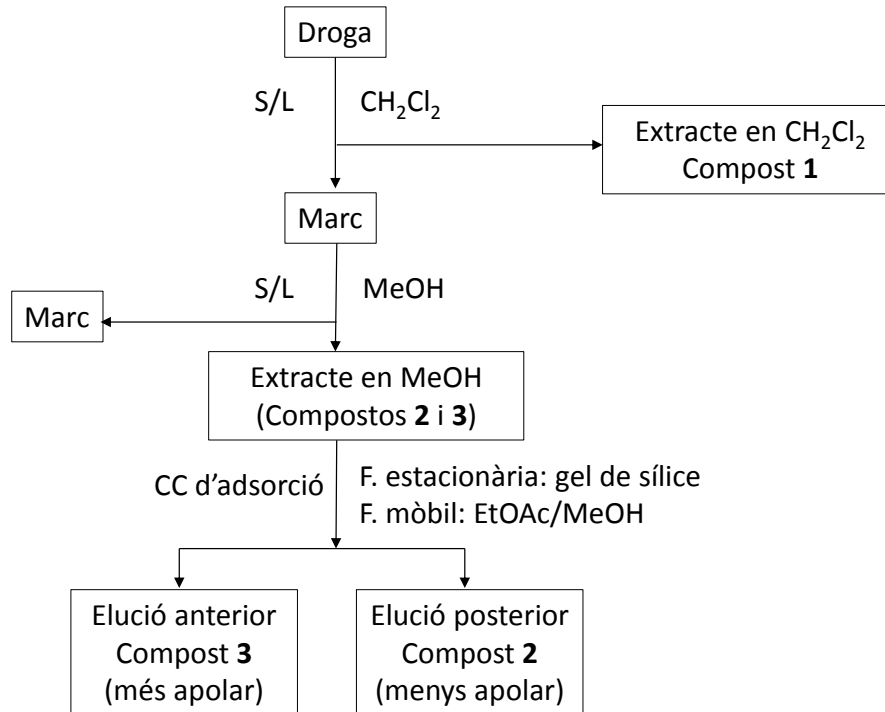 Droga
S/L CH₂Cl₂
Extracte en CH₂Cl₂
Compost 1
Marc
S/L MeOH
Marc
Extracte en MeOH
(Compostos 2 i 3)
CC d'adsorció
F. estacionària: gel de sílice
F. mòbil: EtOAc/MeOH
Elució anterior
Compost 3
(més apolar)
Elució posterior
Compost 2
(menys apolar)